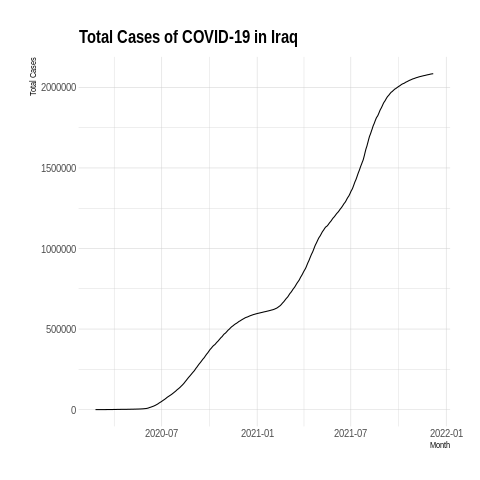 Total Cases of COVID-19 in Iraq
Total Cases
2000000
1500000
1000000
500000
0
2020-07 2021-01 2021-07 2022-01
Month